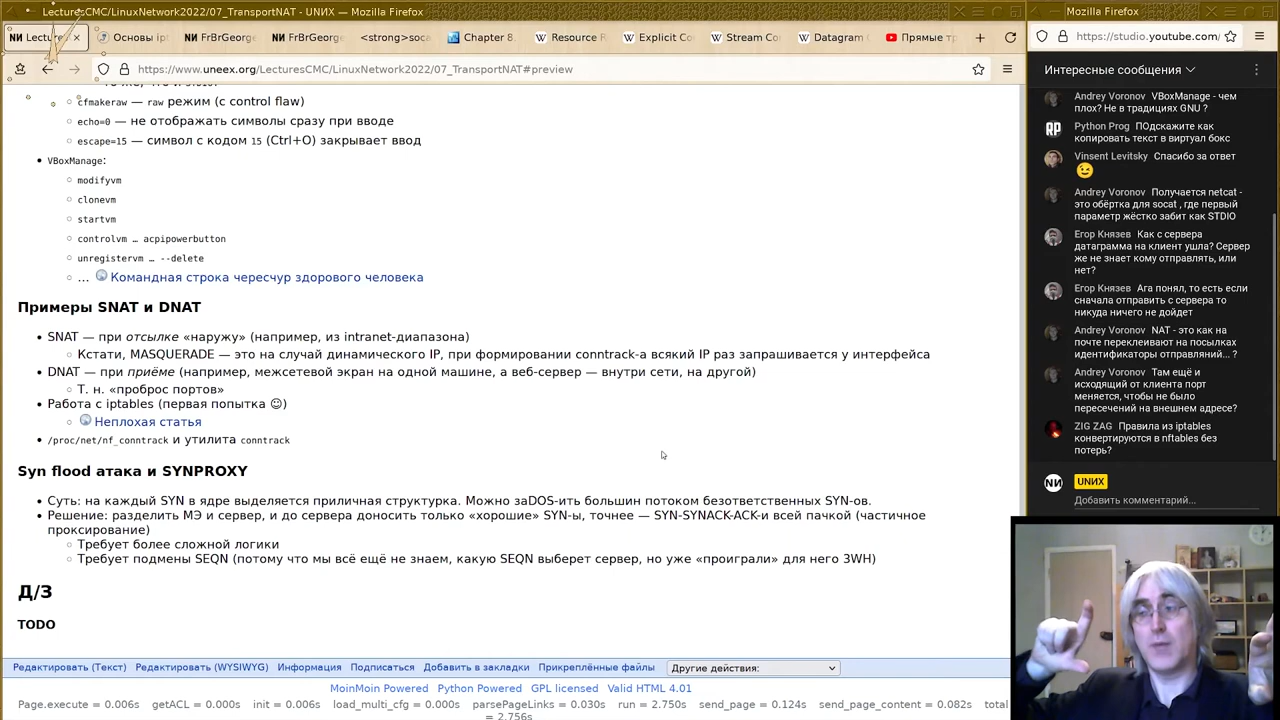 LecturesCMC/LinuxNetwork2022/07_TransportNAT - UNИX — Mozilla Firefox
Mozilla Firefox
Lecture
Основы ip
FrBrGeorge
FrBrGeorge
<strong>soca
Chapter 8.
Resource R
Explicit Co
Stream Co
Datagram
Прямые т
https://studio.youtube.com/
https://www.uneex.org/LecturesCMC/LinuxNetwork2022/07_TransportNAT#preview
cfmakeraw — raw режим (с control flaw)
echo=0 — не отображать символы сразу при вводе
escape=15 — символ с кодом 15 (Ctrl+O) закрывает ввод
VBoxManage:
modifyvm
clonevm
startvm
controlvm … acpipowerbutton
unregistervm … --delete
… Командная строка чересчур здорового человека
Примеры SNAT и DNAT
SNAT — при отсылке «наружу» (например, из intranet-диапазона)
Кстати, MASQUERADE — это на случай динамического IP, при формировании conntrack-а всякий IP раз запрашивается у интерфейса
DNAT — при приёме (например, межсетевой экран на одной машине, а веб-сервер — внутри сети, на другой)
Т. н. «проброс портов»
Работа с iptables (первая попытка ☺)
Неплохая статья
/proc/net/nf_conntrack и утилита conntrack
Syn flood атака и SYNPROXY
Суть: на каждый SYN в ядре выделяется приличная структурка. Можно заDOS-ить большин потоком безответственных SYN-ов.
Решение: разделить МЭ и сервер, и до сервера доносить только «хорошие» SYN-ы, точнее — SYN-SYNACK-ACK-и всей пачкой (частичное
проксирование)
Требует более сложной логики
Требует подмены SEQN (потому что мы всё ещё не знаем, какую SEQN выберет сервер, но уже «проиграли» для него 3WH)
Д/З
TODO
Редактировать (Текст) Редактировать (WYSIWYG) Информация Подписаться Добавить в закладки Прикреплённые файлы Другие действия:
MoinMoin Powered Python Powered GPL licensed Valid HTML 4.01
Page.execute = 0.006s getACL = 0.000s init = 0.006s load_multi_cfg = 0.000s parsePageLinks = 0.030s run = 2.750s send_page = 0.124s send_page_content = 0.082s total
= 2.756s
Интересные сообщения
Andrey Voronov VBoxManage - чем
плох? Не в традициях GNU ?
Python Prog ПОдскажите как
копировать текст в виртуал бокс
Vinsent Levitsky Спасибо за ответ
😉
Andrey Voronov Получается netcat -
это обёртка для socat , где первый
параметр жёстко забит как STDIO
Егор Князев Как с сервера
датаграмма на клиент ушла? Сервер
же не знает кому отправлять, или
нет?
Егор Князев Ага понял, то есть если
сначала отправить с сервера то
никуда ничего не дойдет
Andrey Voronov NAT - это как на
почте переклеивают на посылках
идентификаторы отправляний... ?
Andrey Voronov Там ещё и
исходящий от клиента порт
меняется, чтобы не было
пересечений на внешнем адресе?
ZIG ZAG Правила из iptables
конвертируются в nftables без
потерь?
UNИX
Добавить комментарий...